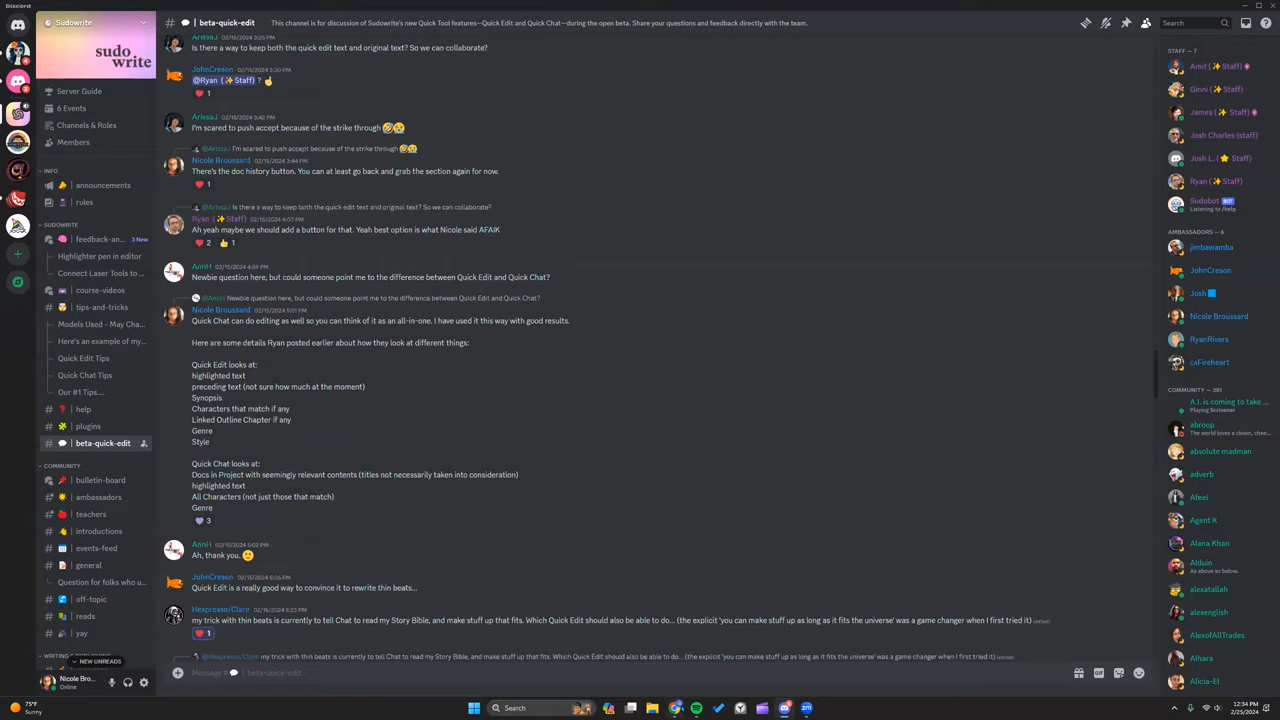 Discord
Sudowrite
sudo
write
Server Guide
6 Events
Channels & Roles
Members
INFO
announcements
rules
SUDOWRITE
feedback-an... 3 New
Highlighter pen in editor
Connect Laser Tools to ...
course-videos
tips-and-tricks
Models Used - May Cha...
Here's an example of my...
Quick Edit Tips
Quick Chat Tips
Our #1 Tips....
help
plugins
beta-quick-edit
COMMUNITY
bulletin-board
ambassadors
teachers
introductions
events-feed
general
Question for folks who u...
off-topic
reads
yay
NEW UNREADS
Nicole Bro...
Online
beta-quick-edit This channel is for discussion of Sudowrite's new Quick Tool features—Quick Edit and Quick Chat—during the open beta. Share your questions and feedback directly with the team.
Search
ArissaJ 02/15/2024 3:25 PM
Is there a way to keep both the quick edit text and original text? So we can collaborate?
JohnCreson 02/15/2024 3:30 PM
@Ryan (✨Staff) ? ☝
1
ArissaJ 02/15/2024 3:42 PM
I'm scared to push accept because of the strike through 🤣😭
@ArissaJ I'm scared to push accept because of the strike through 🤣😭
Nicole Broussard 02/15/2024 3:44 PM
There's the doc history button. You can at least go back and grab the section again for now.
1
@ArissaJ Is there a way to keep both the quick edit text and original text? So we can collaborate?
Ryan (✨Staff) 02/15/2024 4:03 PM
Ah yeah maybe we should add a button for that. Yeah best option is what Nicole said AFAIK
2 1
AnnH 02/15/2024 4:59 PM
Newbie question here, but could someone point me to the difference between Quick Edit and Quick Chat?
@AnnH Newbie question here, but could someone point me to the difference between Quick Edit and Quick Chat?
Nicole Broussard 02/15/2024 5:01 PM
Quick Chat can do editing as well so you can think of it as an all-in-one. I have used it this way with good results.
Here are some details Ryan posted earlier about how they look at different things:
Quick Edit looks at:
highlighted text
preceding text (not sure how much at the moment)
Synopsis
Characters that match if any
Linked Outline Chapter if any
Genre
Style
Quick Chat looks at:
Docs in Project with seemingly relevant contents (titles not necessarily taken into consideration)
highlighted text
All Characters (not just those that match)
Genre
3
AnnH 02/15/2024 5:02 PM
Ah, thank you. 🙂
JohnCreson 02/15/2024 5:06 PM
Quick Edit is a really good way to convince it to rewrite thin beats...
Hexpresso/Claro 02/15/2024 5:23 PM
my trick with thin beats is currently to tell Chat to read my Story Bible, and make stuff up that fits. Which Quick Edit should also be able to do... (the explicit 'you can make stuff up as long as it fits the universe' was a game changer when I first tried it) (edited)
1
@Hexpresso/Claro my trick with thin beats is currently to tell Chat to read my Story Bible, and make stuff up that fits. Which Quick Edit should also be able to do... (the explicit 'you can make stuff up as long as it fits the universe' was a game changer when I first tried it) (edited)
Message # beta-quick-edit
GIF
STAFF — 7
Amit (✨Staff)
Ginni (✨Staff)
James (✨Staff)
Josh Charles (staff)
Josh L. (⭐ Staff)
Ryan (✨Staff)
Sudobot BOT
Listening to /help
AMBASSADORS — 6
jimbawamba
JohnCreson
Josh
Nicole Broussard
RyanRivers
cxFireheart
COMMUNITY — 381
A.I. is coming to take ...
Playing Scrivener
abroop
The world loves a clown, chee...
absolute madman
adverb
Afeel
Agent K
Alana Khan
Alduin
As above so below.
alexatallah
alexenglish
AlexofAllTrades
Alhara
Alicia-El
75°F
Sunny
Search
12:34 PM
2/25/2024